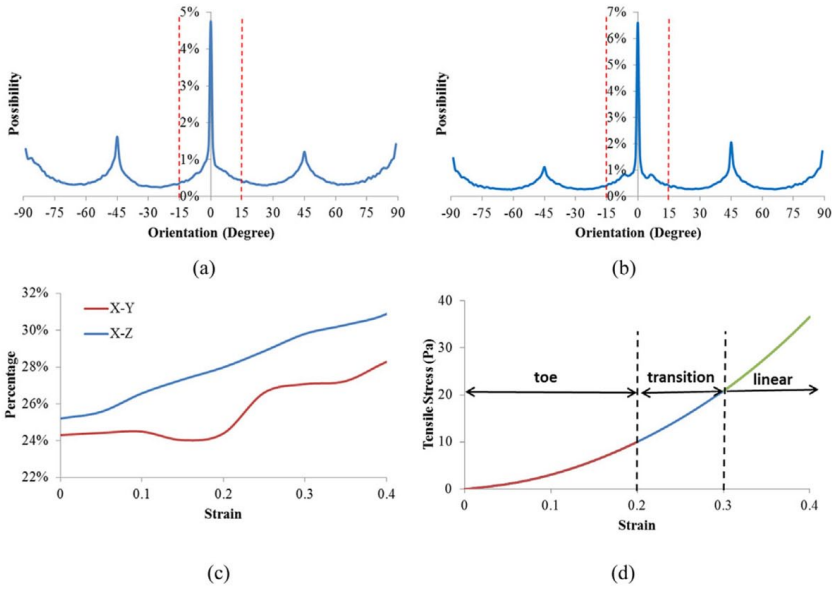 5%
4%
3%
2%
1%
0%
Possibility
-90 -75 -60 -45 -30 -15 0 15 30 45 60 75 90
Orientation (Degree)
(a)
7%
6%
5%
4%
3%
2%
1%
0%
Possibility
-90 -75 -60 -45 -30 -15 0 15 30 45 60 75 90
Orientation (Degree)
(b)
32%
30%
28%
26%
24%
22%
Percentage
X-Y
X-Z
0 0.1 0.2 0.3 0.4
Strain
(c)
40
30
20
10
0
Tensile Stress (Pa)
toe transition linear
0 0.1 0.2 0.3 0.4
Strain
(d)